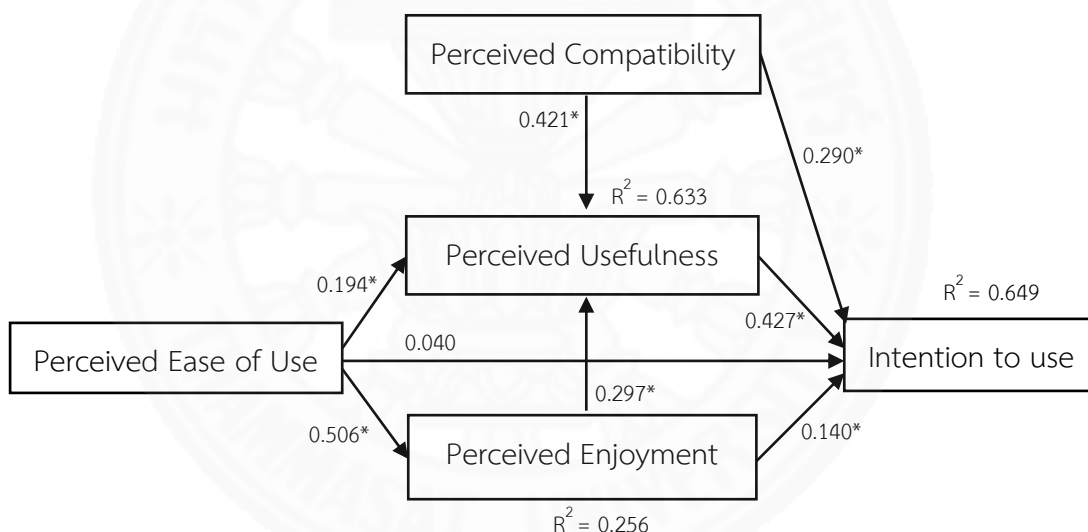 Perceived Compatibility
0.421*
0.290*
R² = 0.633
Perceived Usefulness
0.194*
R² = 0.649
0.427*
Perceived Ease of Use
0.040
Intention to use
0.297*
0.506*
0.140*
Perceived Enjoyment
R² = 0.256